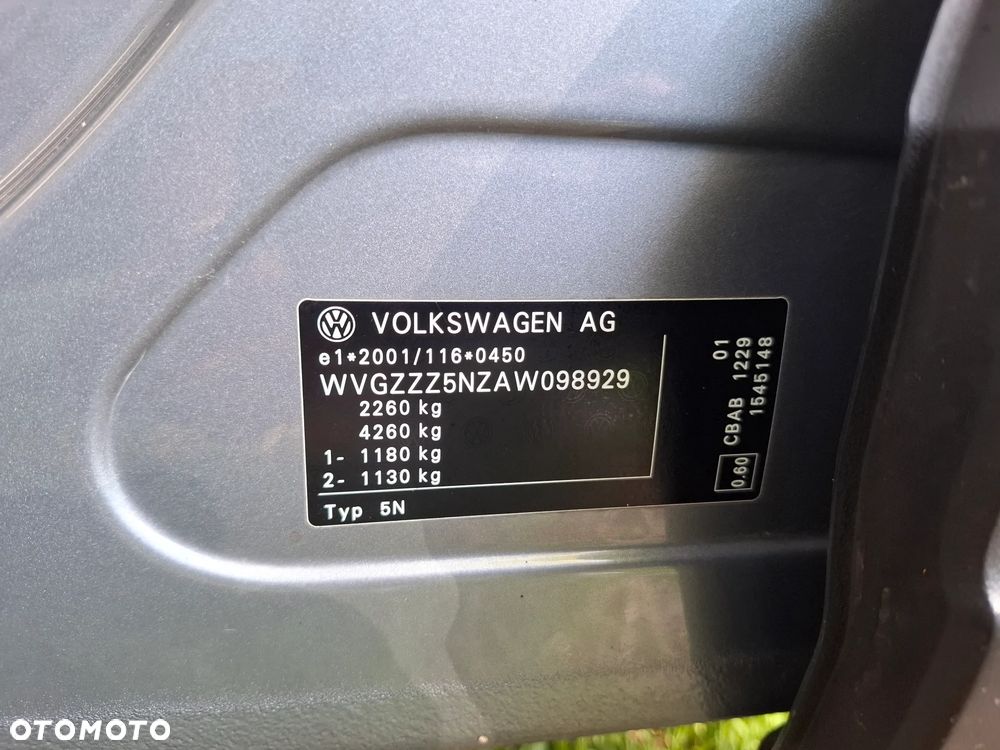 VOLKSWAGEN AG
e1*2001/116*0450
WVGZZZ5NZAW098929
2260 kg
4260 kg
1- 1180 kg
2- 1130 kg
Typ 5N
01
CBAB 1229
1545148
0.60
OTOMOTO